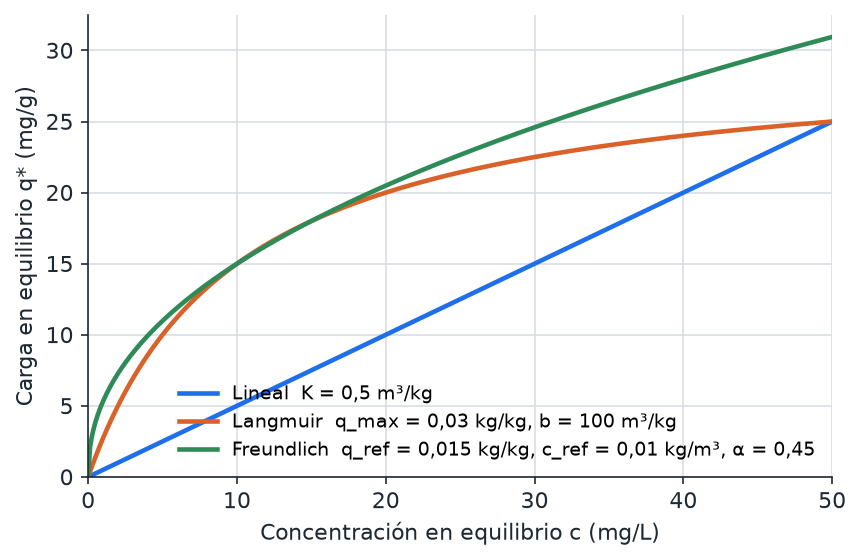 30
25
20
15
10
5
0
Carga en equilibrio q* (mg/g)
Lineal K = 0,5 m³/kg
Langmuir q_max = 0,03 kg/kg, b = 100 m³/kg
Freundlich q_ref = 0,015 kg/kg, c_ref = 0,01 kg/m³, α = 0,45
0 10 20 30 40 50
Concentración en equilibrio c (mg/L)